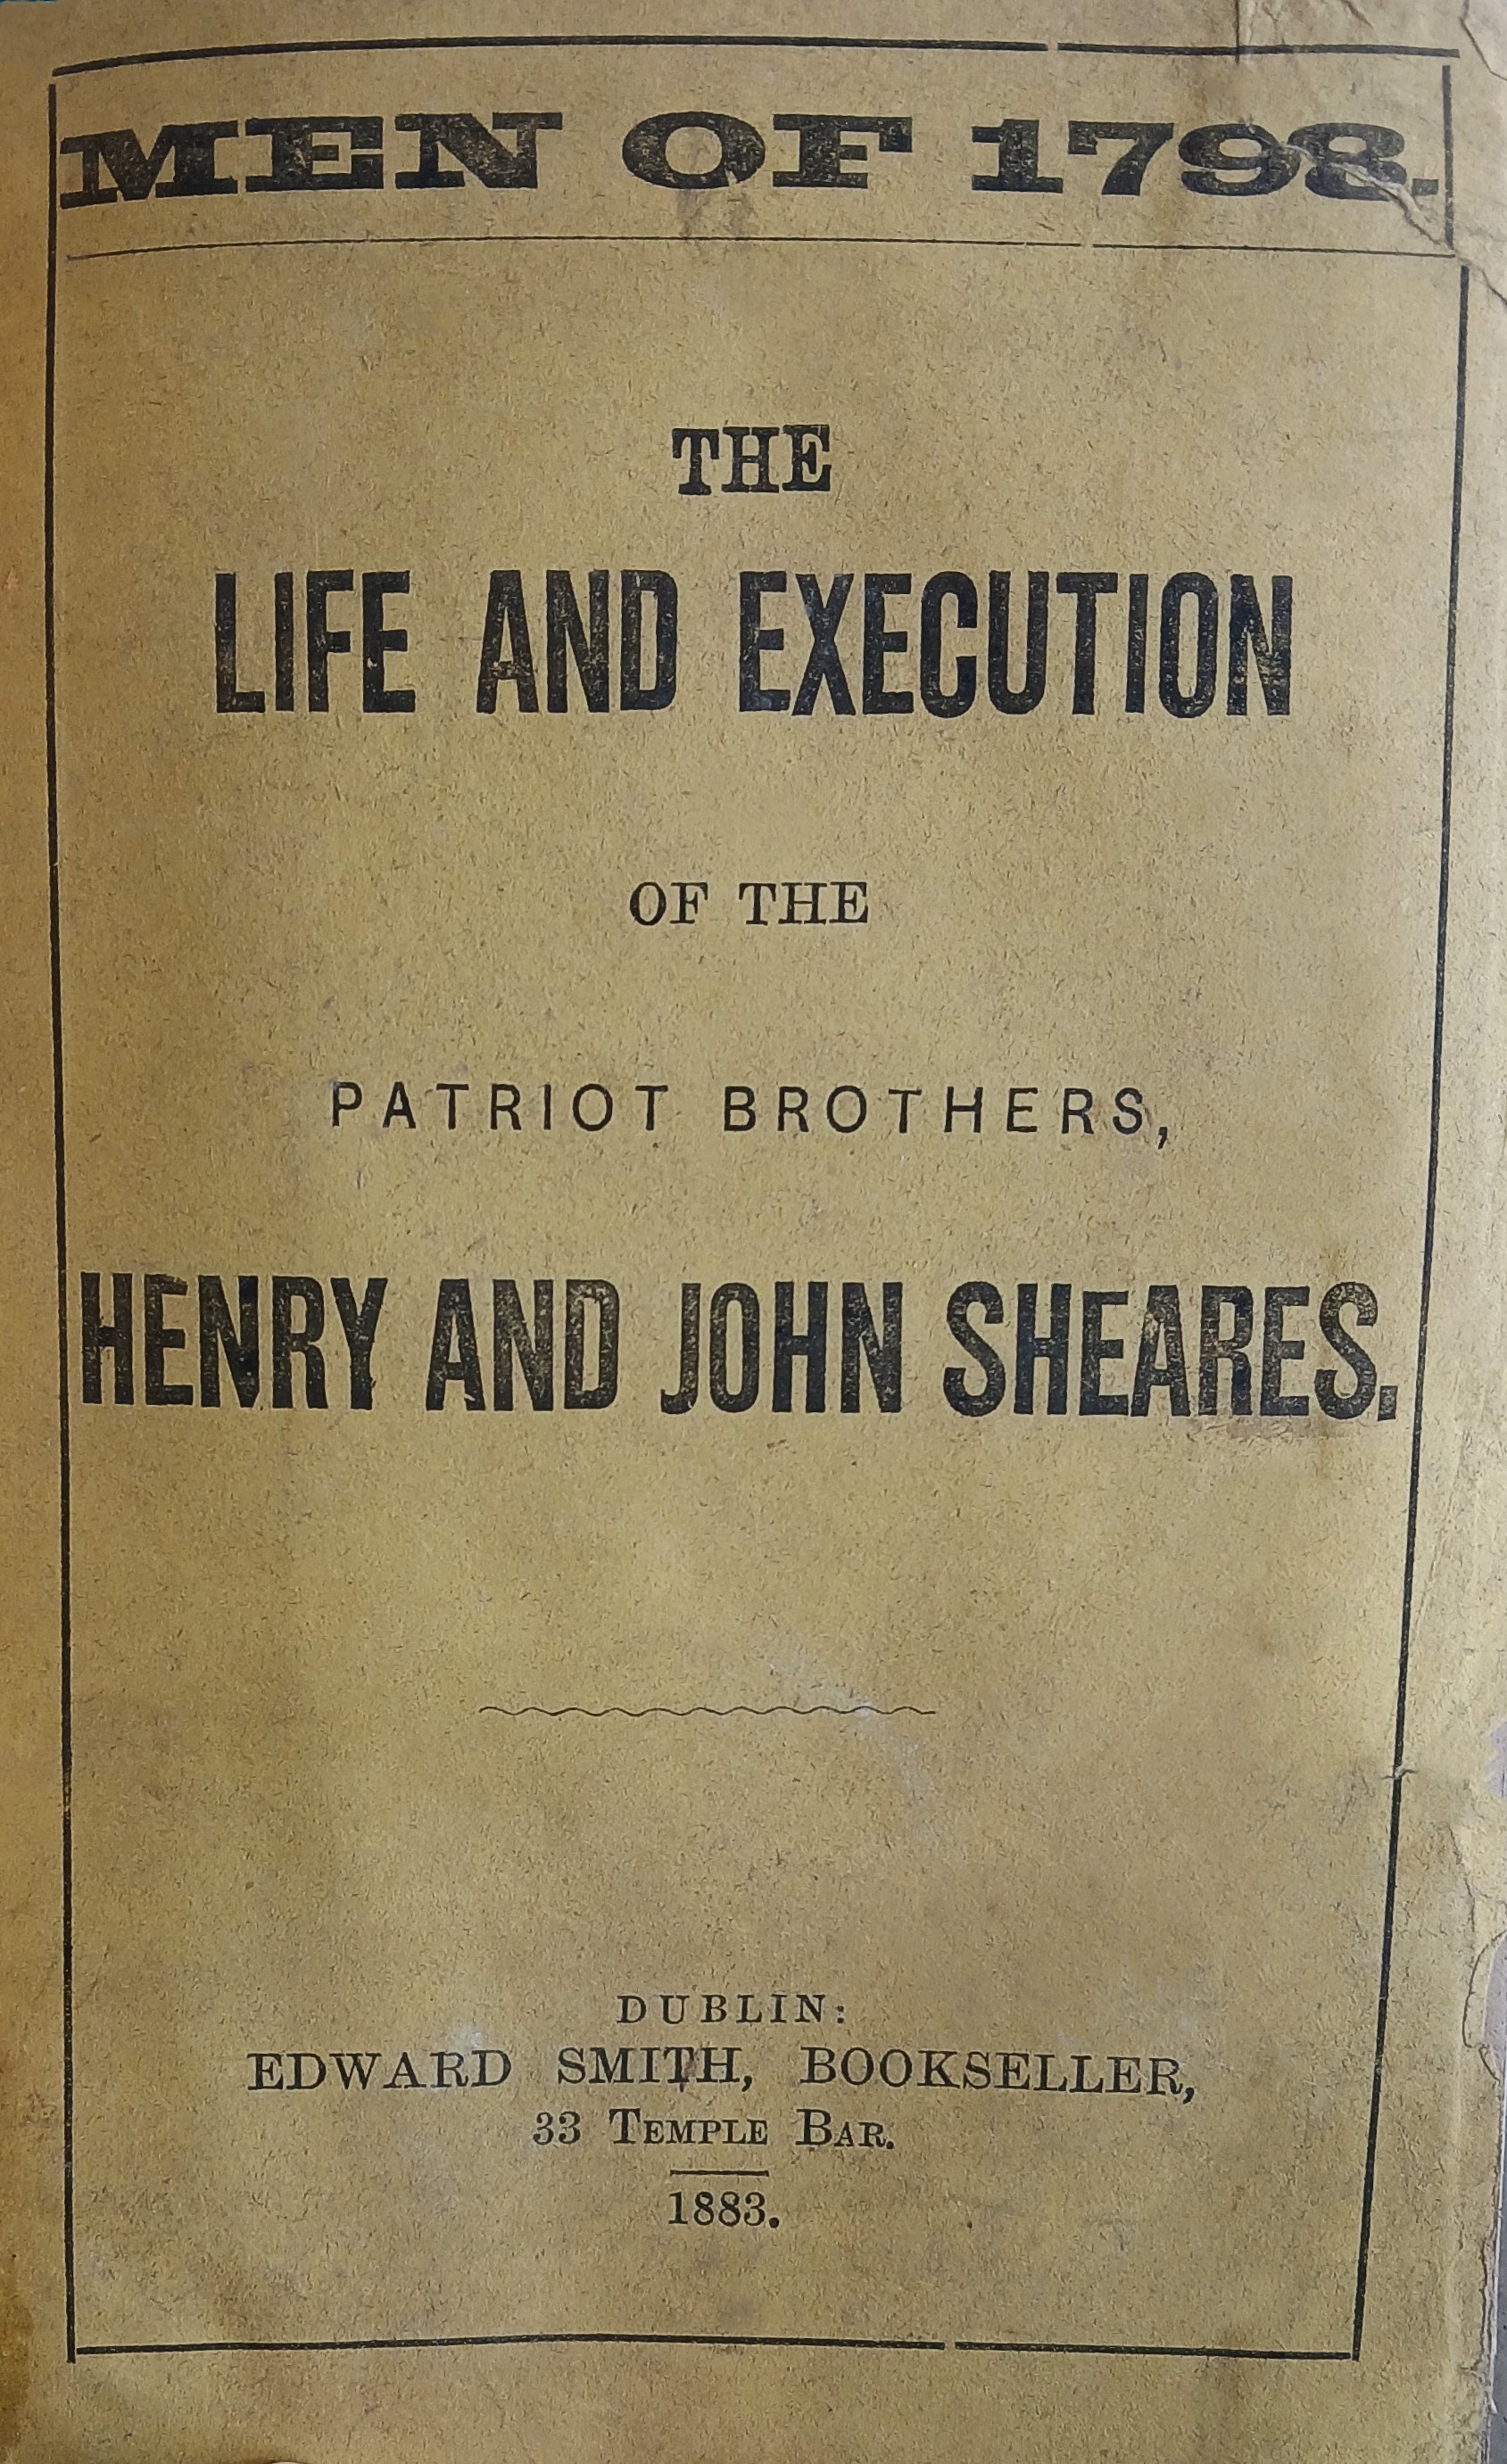 MEN OF 1798.
THE
LIFE AND EXECUTION
OF THE
PATRIOT BROTHERS,
HENRY AND JOHN SHEARES.
DUBLIN:
EDWARD SMITH, BOOKSELLER,
33 TEMPLE BAR.
1883.